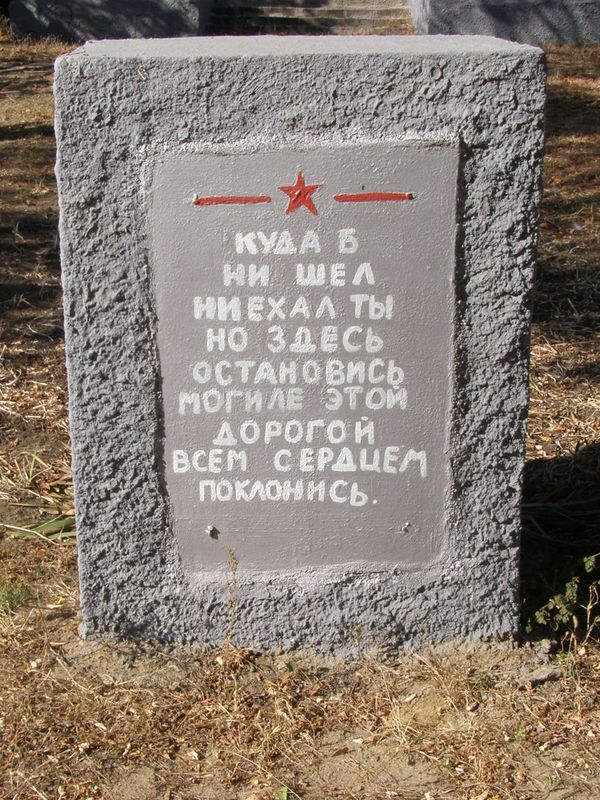 КУДА Б
НИ ШЕЛ
НИЕХАЛ ТЫ
НО ЗДЕСЬ
ОСТАНОВИСЬ
МОГИЛЕ ЭТОЙ
ДОРОГОЙ
ВСЕМ СЕРДЦЕМ
ПОКЛОНИСЬ.